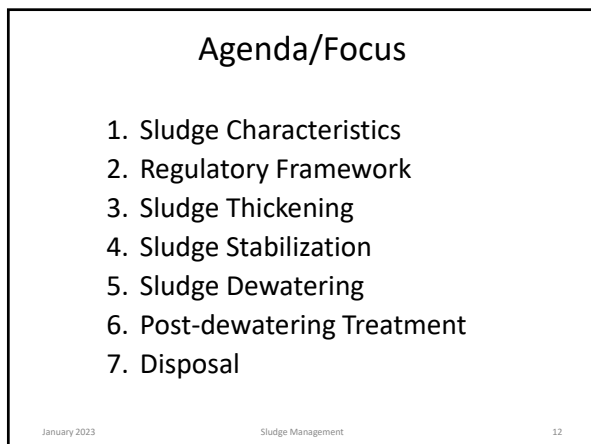 Agenda/Focus
1. Sludge Characteristics
2. Regulatory Framework
3. Sludge Thickening
4. Sludge Stabilization
5. Sludge Dewatering
6. Post-dewatering Treatment
7. Disposal
January 2023 Sludge Management 12